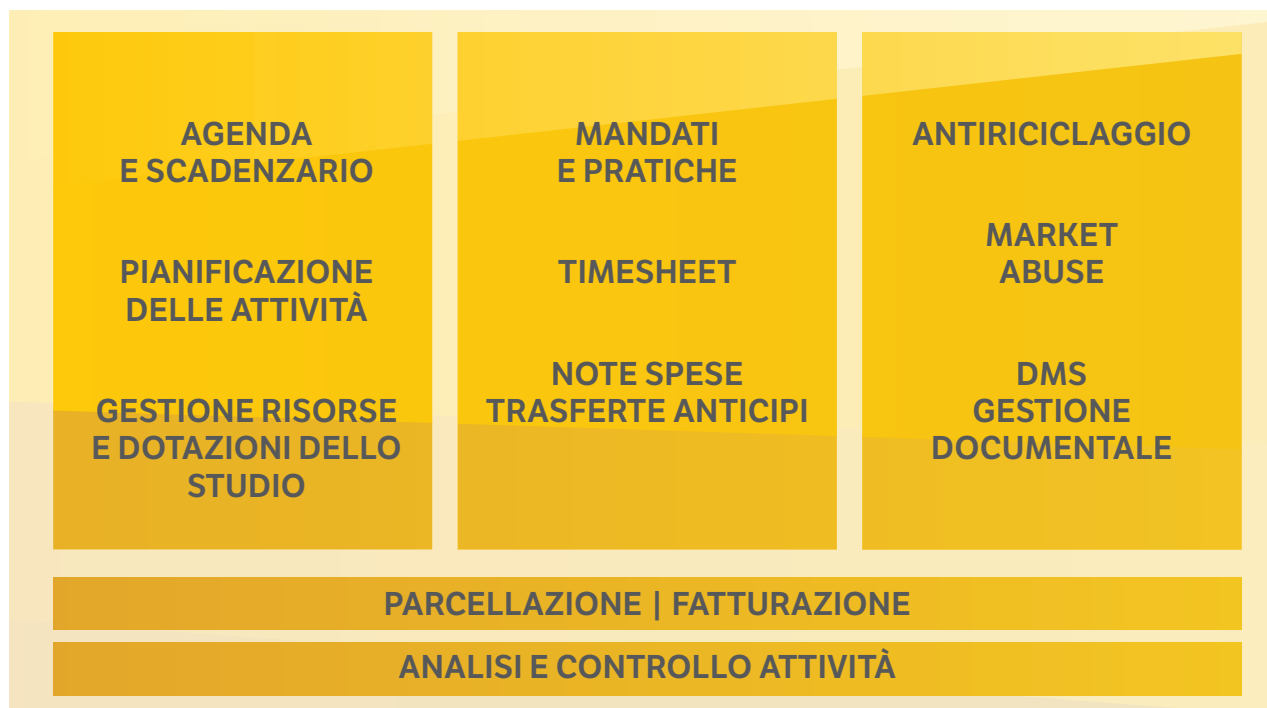 AGENDA
E SCADENZARIO
PIANIFICAZIONE
DELLE ATTIVITÀ
GESTIONE RISORSE
E DOTAZIONI DELLO
STUDIO
MANDATI
E PRATICHE
TIMESHEET
NOTE SPESE
TRASFERTE ANTICIPI
ANTIRICICLAGGIO
MARKET
ABUSE
DMS
GESTIONE
DOCUMENTALE
PARCELLAZIONE | FATTURAZIONE
ANALISI E CONTROLLO ATTIVITÀ